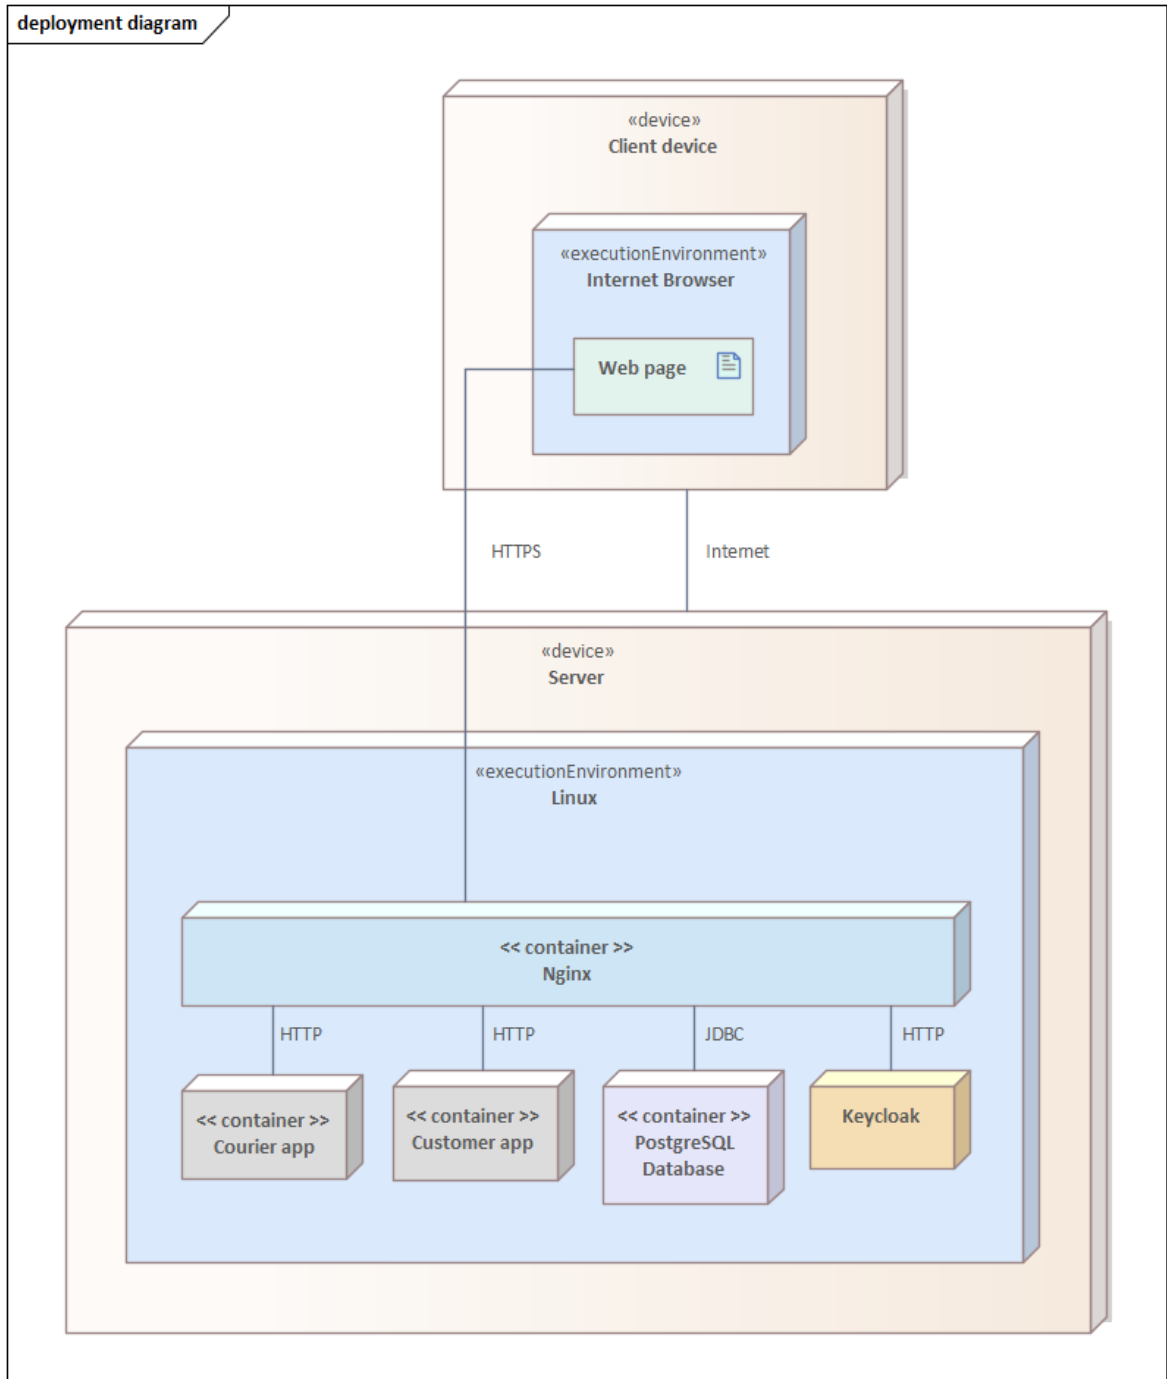 deployment diagram
«device»
Client device
«executionEnvironment»
Internet Browser
Web page
HTTPS
Internet
«device»
Server
«executionEnvironment»
Linux
<< container >>
Nginx
HTTP
HTTP
JDBC
HTTP
<< container >>
Courier app
<< container >>
Customer app
<< container >>
PostgreSQL
Database
Keycloak